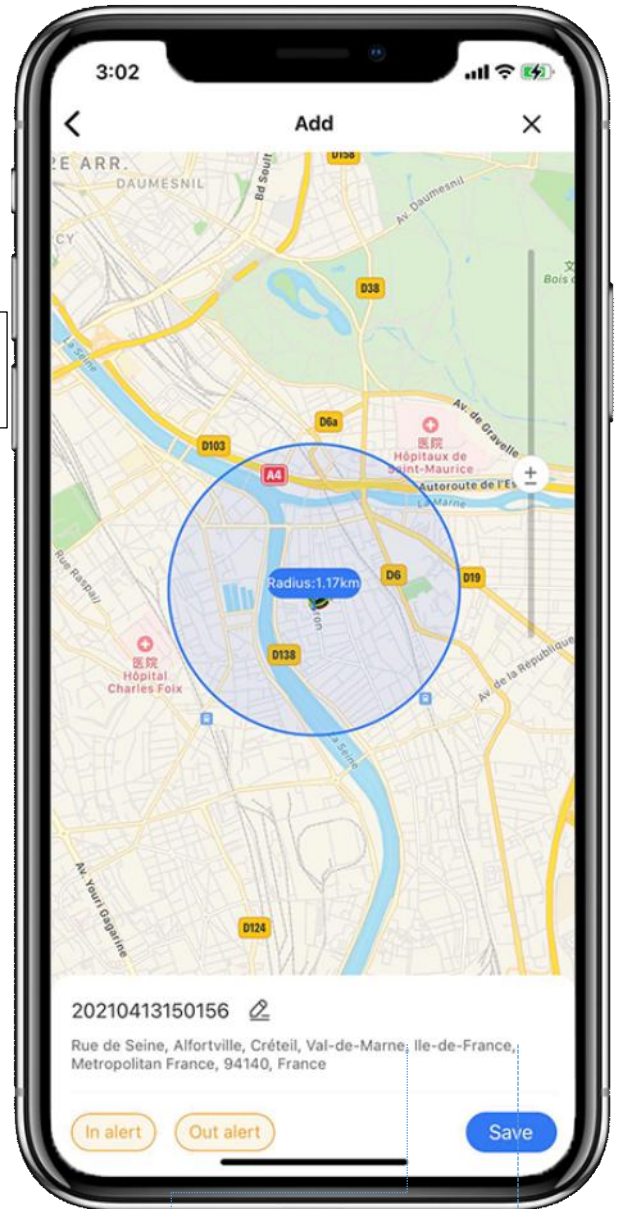 3:02
Add
2E ARR.
DAUMESNIL
Bd Soult
D158
Av. Daumesnil
CY
文
Bois
D38
La Seine
D6a
Av. de Gravelle
D103
医院
Hôpitaux de
Saint-Maurice
A4
Autoroute de l'Es
La Marne
Rue Raspail
Radius:1.17km
D6
D19
医院
Hôpital
Charles Foix
D138
Av. de la République
La Seine
Av. Youri Gagarine
D124
20210413150156
Rue de Seine, Alfortville, Créteil, Val-de-Marne, Ile-de-France,
Metropolitan France, 94140, France
In alert
Out alert
Save